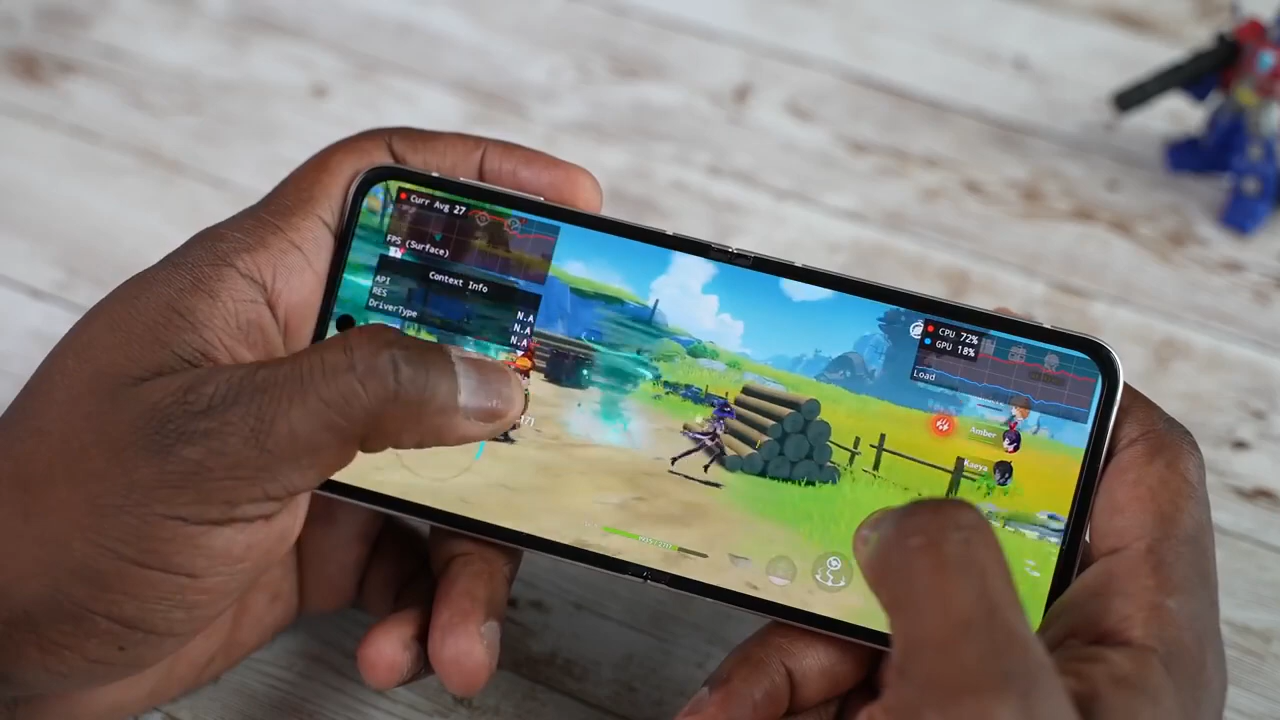 Curr Avg 27
FPS (Surface)
Context Info
API N.A
RES N.A
DriverType N.A
CPU 72%
GPU 18%
Load
Amber
Kaeya